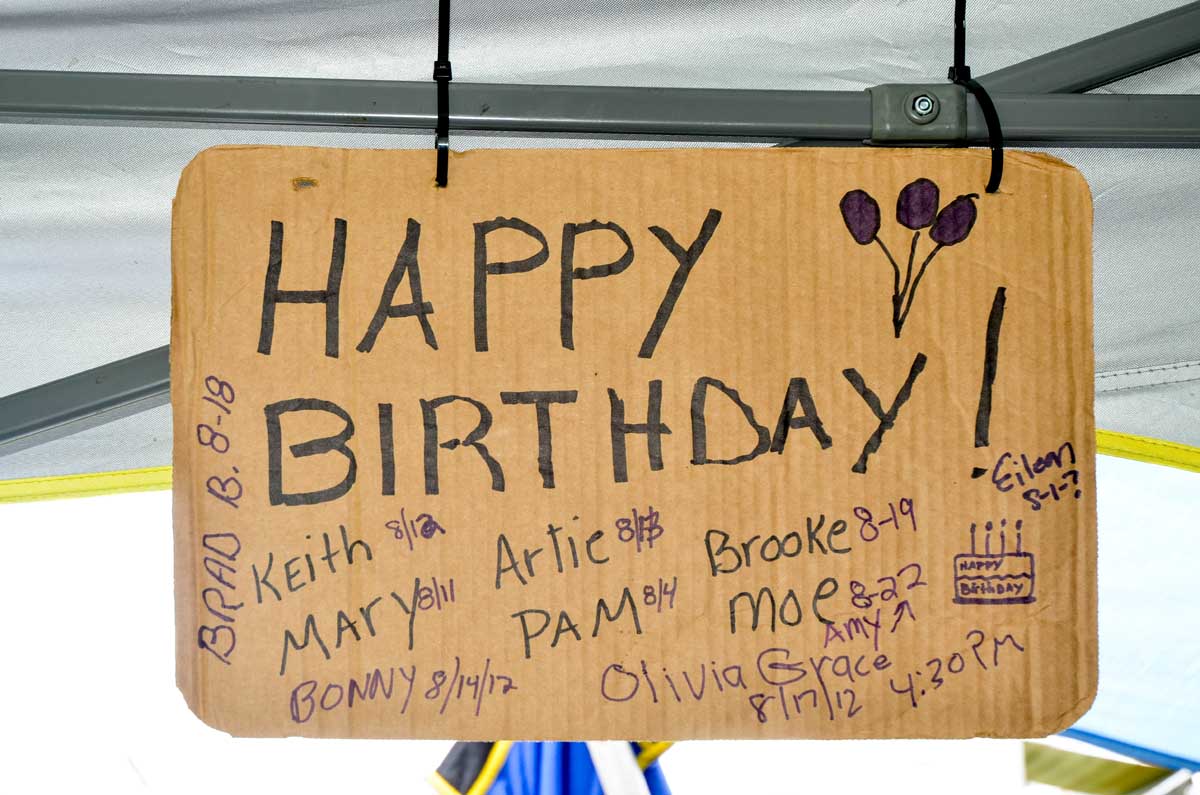 HAPPY
BIRTHDAY!
BRAD B. 8-18
Eileen
8-1-?
Keith 8/12 Artie 8/13 Brooke 8-19
HAPPY
BirthDAY
MARY 8/11 PAM 8/4 moe 8-22
Amy
BONNY 8/14/12 Olivia Grace
8/17/12 4:30 PM